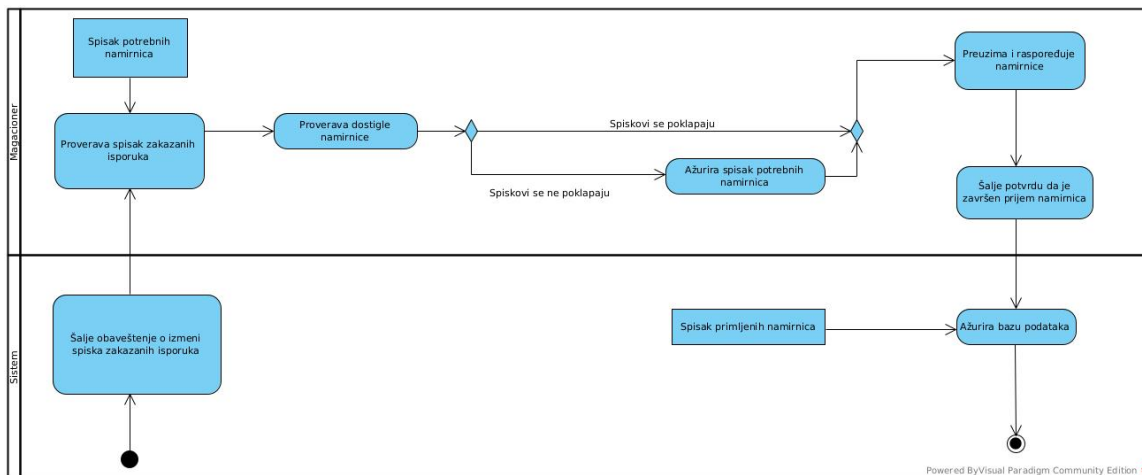 Magacioner
Spisak potrebnih
namirnica
Proverava spisak zakazanih
isporuka
Proverava dostigle
namirnice
Spiskovi se poklapaju
Spiskovi se ne poklapaju
Ažurira spisak potrebnih
namirnica
Preuzima i raspoređuje
namirnice
Šalje potvrdu da je
završen prijem namirnica
Sistem
Šalje obaveštenje o izmeni
spiska zakazanih isporuka
Spisak primljenih namirnica
Ažurira bazu podataka
Powered ByVisual Paradigm Community Edition